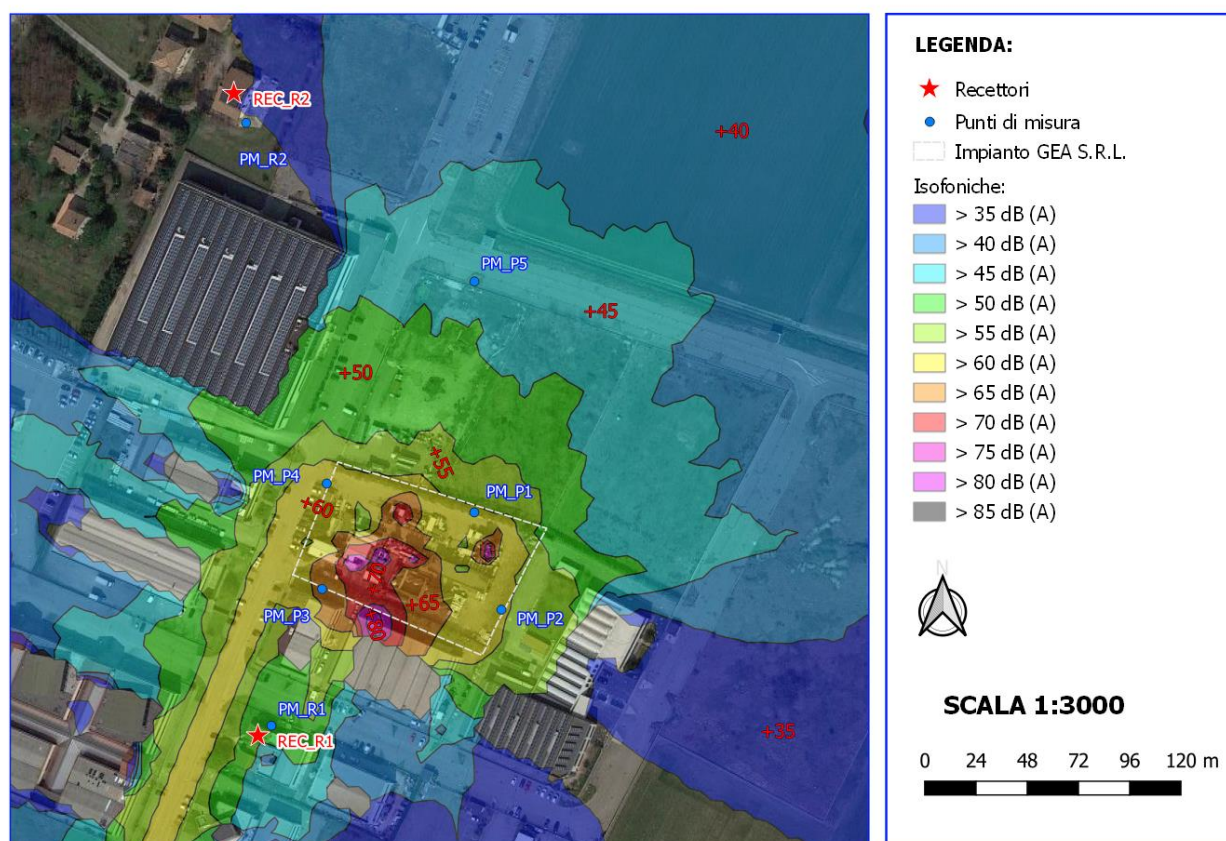 REC_R2
PM_R2
+40
PM_P5
+45
+50
+55
PM_P4
PM_P1
+60
+65
PM_P3
PM_P2
PM_R1
REC_R1
+35
LEGENDA:
Recettori
Punti di misura
Impianto GEA S.R.L.
Isofoniche:
> 35 dB (A)
> 40 dB (A)
> 45 dB (A)
> 50 dB (A)
> 55 dB (A)
> 60 dB (A)
> 65 dB (A)
> 70 dB (A)
> 75 dB (A)
> 80 dB (A)
> 85 dB (A)
N
SCALA 1:3000
0 24 48 72 96 120 m